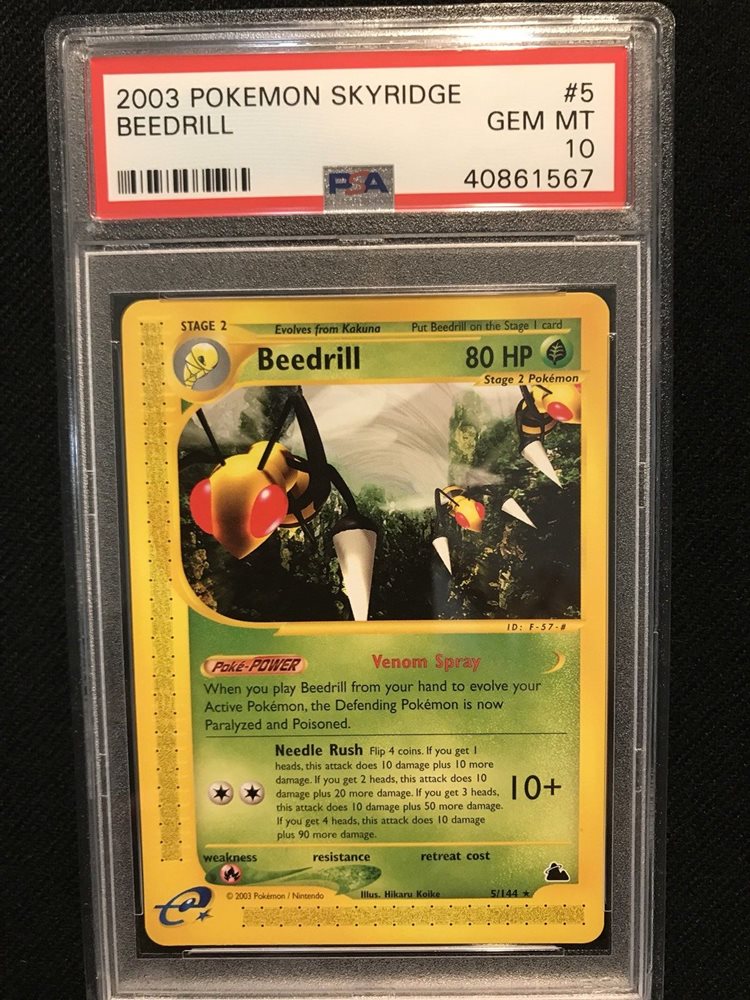 2003 POKEMON SKYRIDGE #5
BEEDRILL GEM MT
10
PSA 40861567
STAGE 2 Evolves from Kakuna Put Beedrill on the Stage 1 card
Beedrill 80 HP
Stage 2 Pokémon
ID: F-57-#
Poké-POWER Venom Spray
When you play Beedrill from your hand to evolve your
Active Pokémon, the Defending Pokémon is now
Paralyzed and Poisoned.
Needle Rush Flip 4 coins. If you get 1
heads, this attack does 10 damage plus 10 more
damage. If you get 2 heads, this attack does 10
damage plus 20 more damage. If you get 3 heads,
this attack does 10 damage plus 50 more damage.
If you get 4 heads, this attack does 10 damage
plus 90 more damage.
10+
weakness resistance retreat cost
© 2003 Pokémon / Nintendo Illus. Hikaru Koike 5/144 ★
e